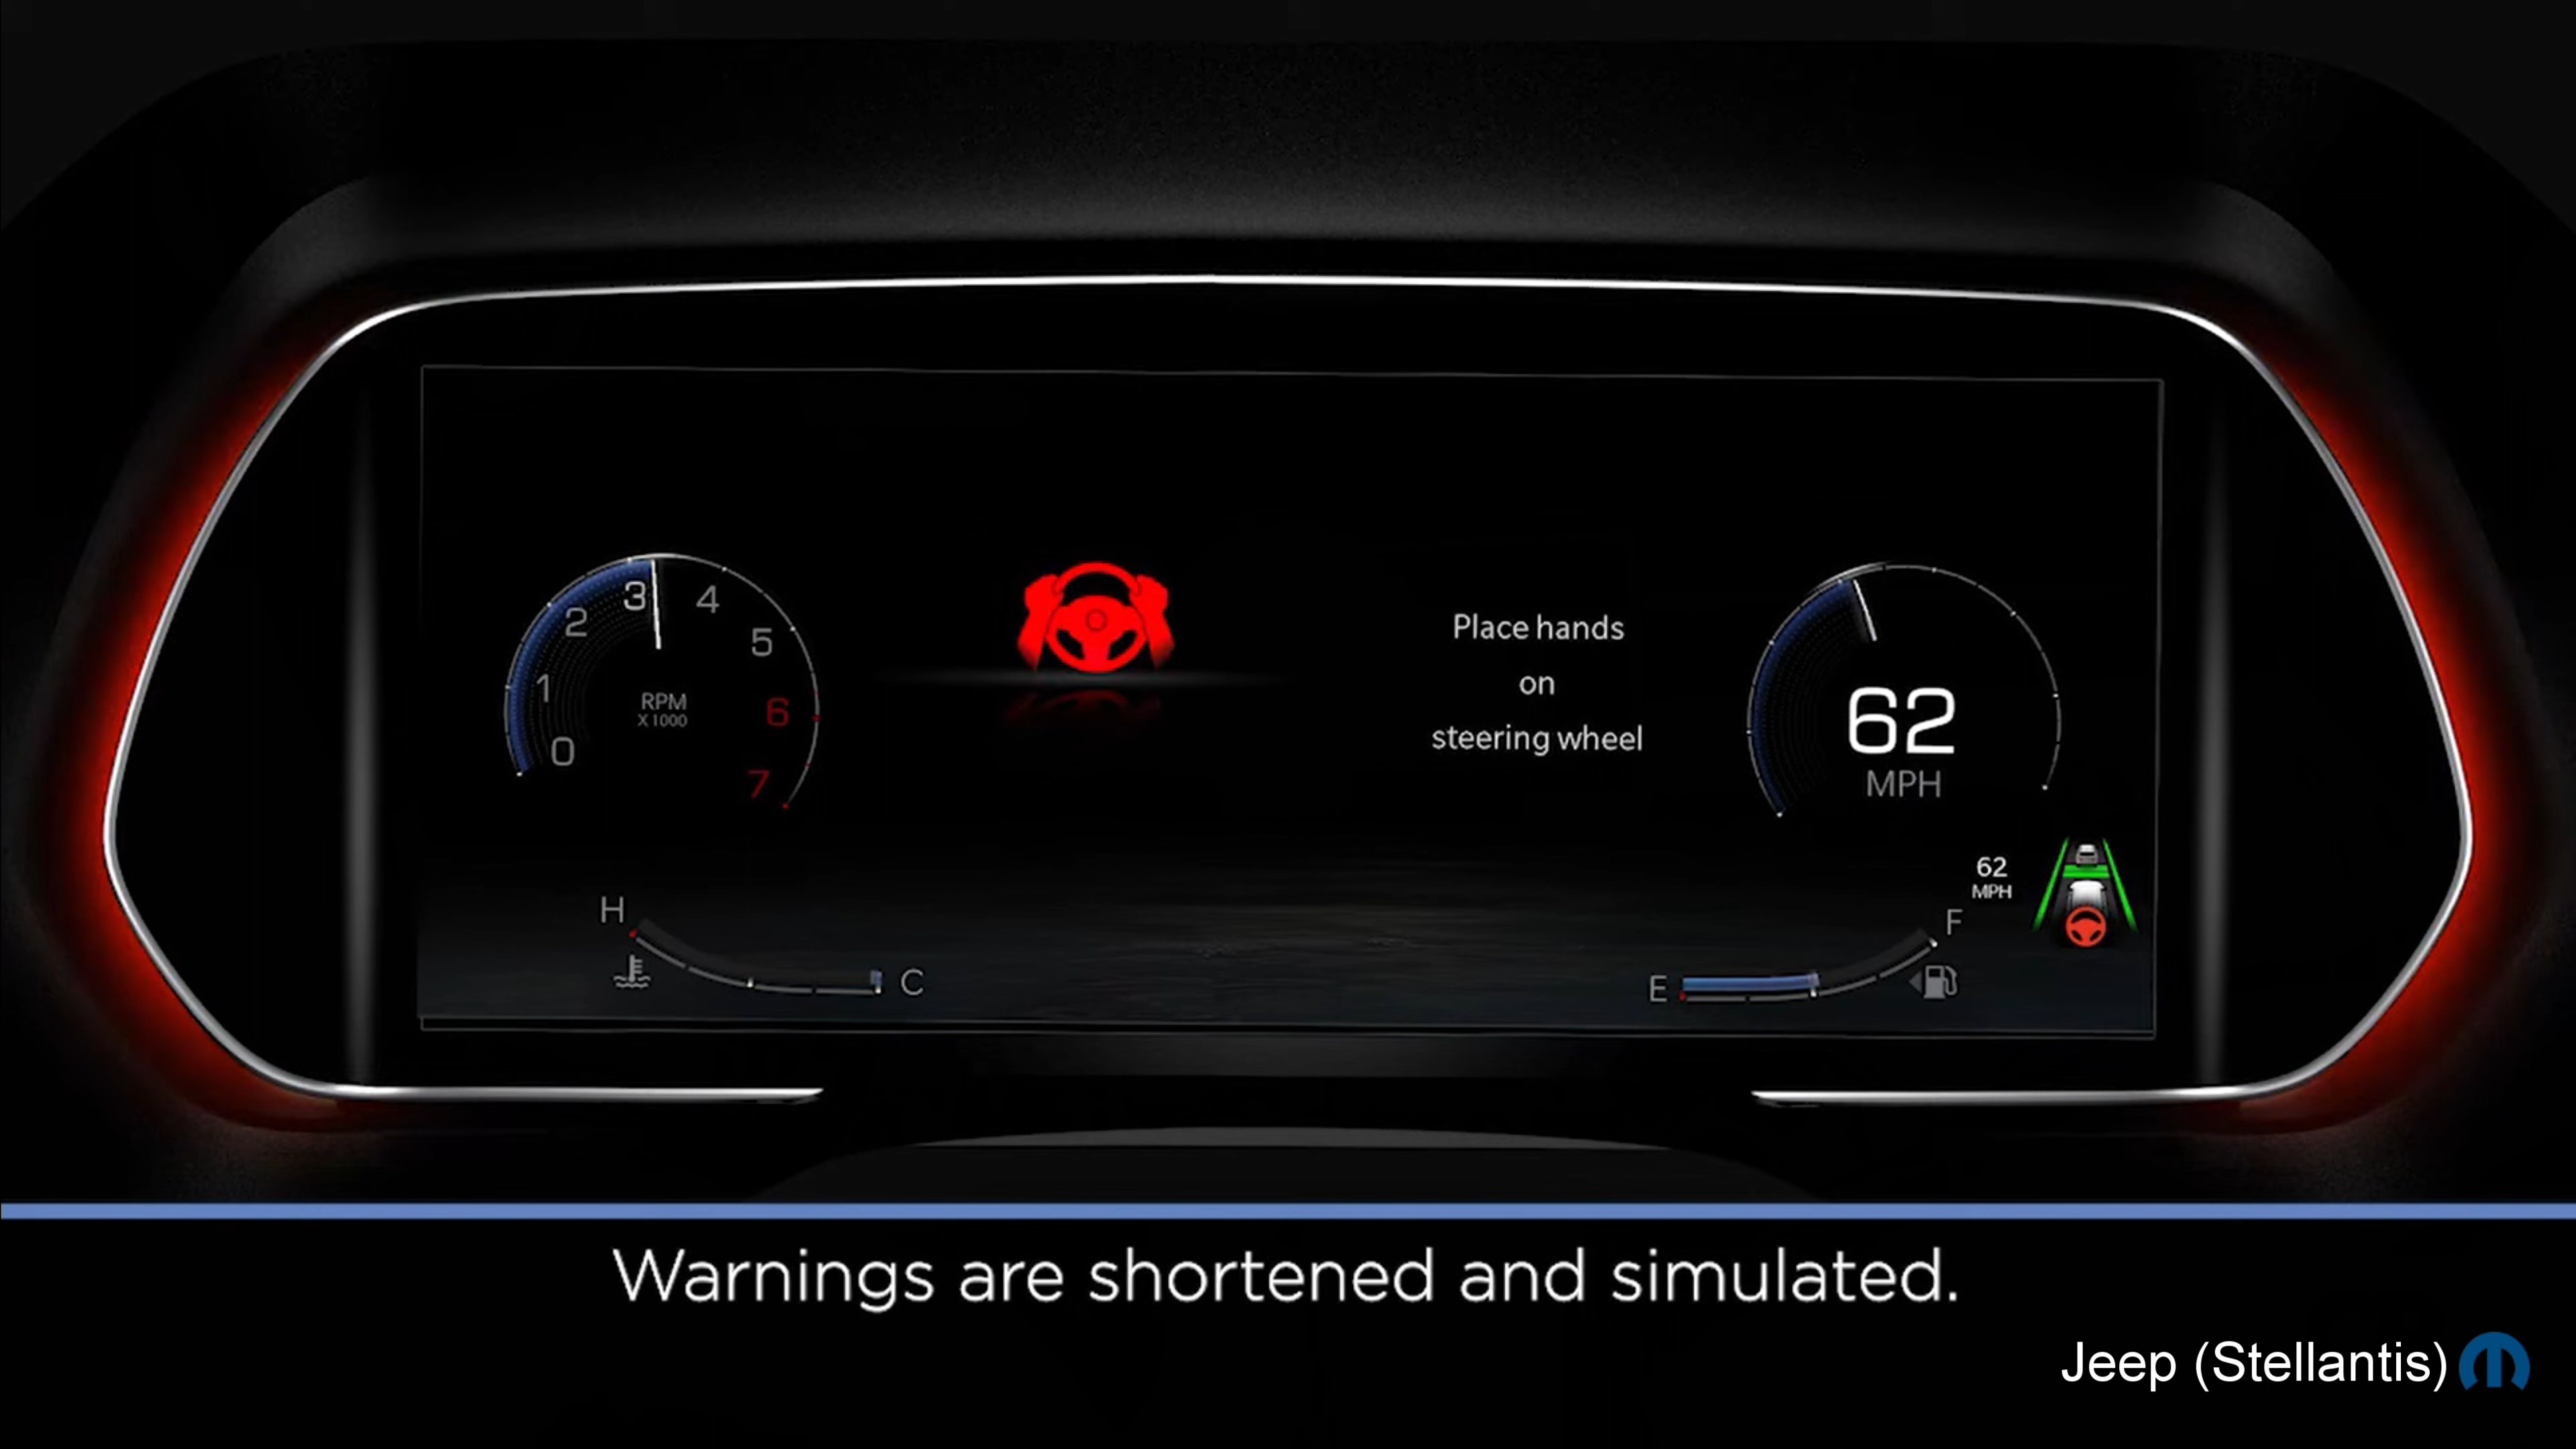 0
1
2
3
4
5
6
7
RPM
X1000
Place hands
on
steering wheel
62
MPH
62
MPH
H
C
E
F
Warnings are shortened and simulated.
Jeep (Stellantis)